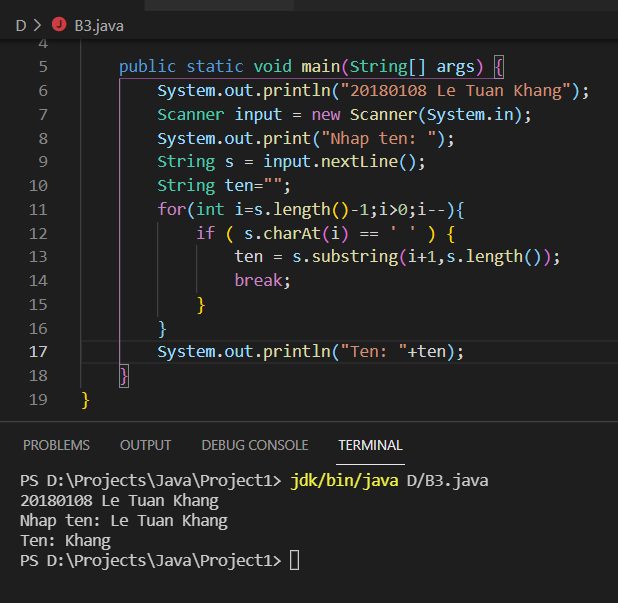 D > B3.java
4
5 public static void main(String[] args) {
6 System.out.println("20180108 Le Tuan Khang");
7 Scanner input = new Scanner(System.in);
8 System.out.print("Nhap ten: ");
9 String s = input.nextLine();
10 String ten="";
11 for(int i=s.length()-1;i>0;i--){
12 if ( s.charAt(i) == ' ' ) {
13 ten = s.substring(i+1,s.length());
14 break;
15 }
16 }
17 System.out.println("Ten: "+ten);
18 }
19 }
PROBLEMS OUTPUT DEBUG CONSOLE TERMINAL
PS D:\Projects\Java\Project1> jdk/bin/java D/B3.java
20180108 Le Tuan Khang
Nhap ten: Le Tuan Khang
Ten: Khang
PS D:\Projects\Java\Project1>